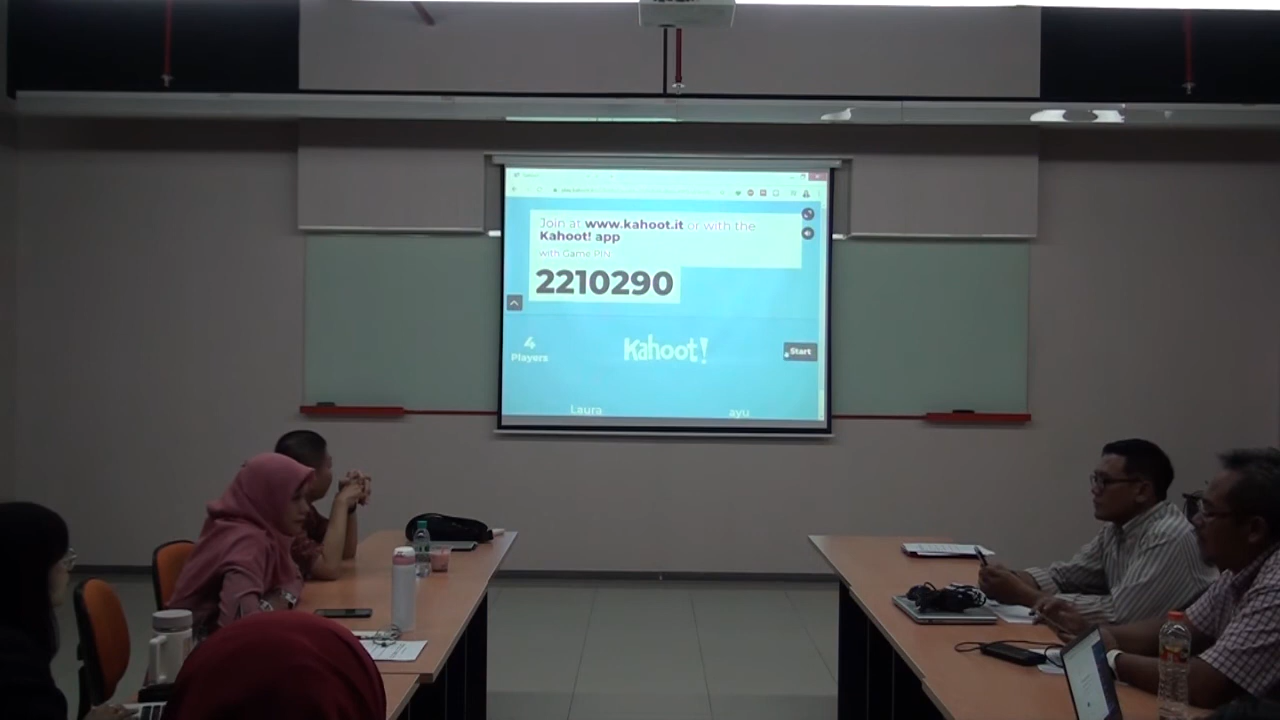 Join at www.kahoot.it or with the
Kahoot! app
with Game PIN:
2210290
4
Players
Kahoot!
Start
Laura
ayu